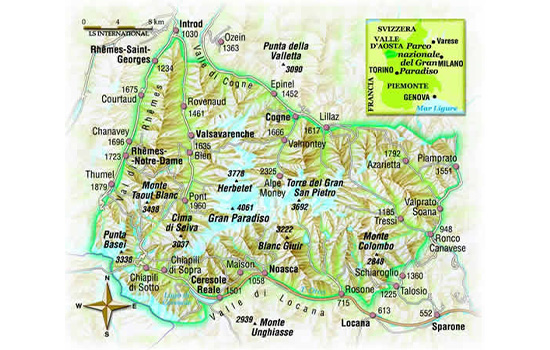 0 4 8 km
LS INTERNATIONAL
Introd
1030
Ozein
1363
Rhêmes-Saint-
Georges
1234
Valle di Cogne
Punta della
Valletta
3090
Epinel
1452
1675
Courtaud
Rovenaud
1461
Val di Rhêmes
Cogne
Lillaz
1617
Chanavey
1696
Valsavarenche
1635
Bien
1666
Valmontey
Rhêmes-
Notre-Dame
1723
1792
Azarietta
Piamprato
1551
Thumel
1879
3778
Herbetet
2325
Alpe
Money
Torre del Gran
San Pietro
3692
Monte
Taout Blanc
3438
Pont
1960
4061
Gran Paradiso
Cima
di Seiva
3037
1185
Tressi
Valprato
Soana
Punta
Basei
3338
3222
Blanc Giuir
Monte
Colombo
2848
948
Ronco
Canavese
Chiapili
di Sopra
Maison
1058
Noasca
Schiaroglio
1360
Chiapili
di Sotto
Ceresole
Reale
1501
Rosone
715
1225
Talosio
Valle di Locana
N
W
E
S
2939
Monte
Unghiasse
Locana
613
552
Sparone
SVIZZERA
VALLE
D'AOSTA
Parco
nazionale
del Gran
Paradiso
Varese
MILANO
TORINO
PIEMONTE
FRANCIA
GENOVA
Mar Ligure